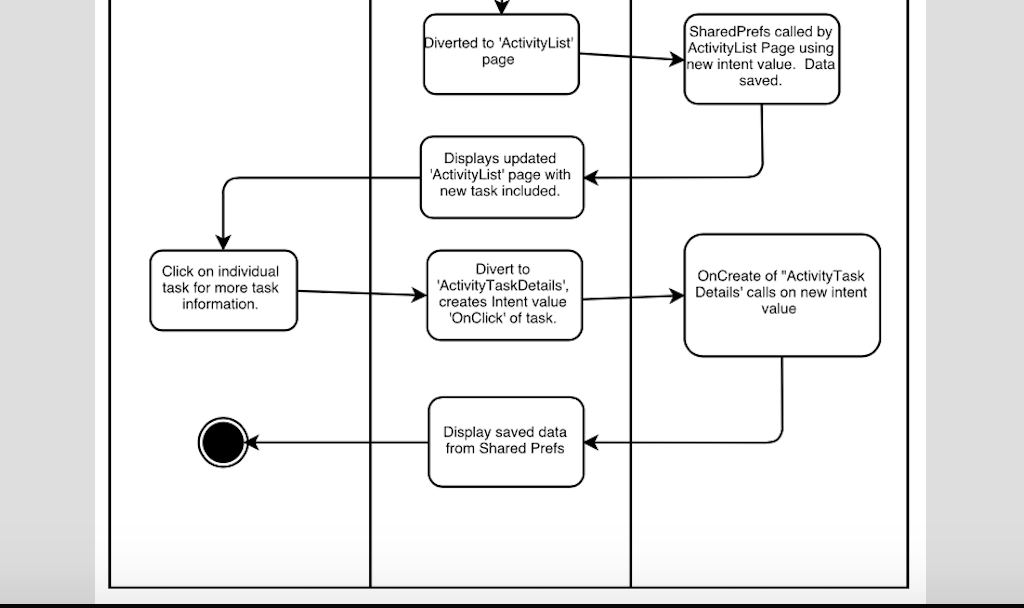 Diverted to 'ActivityList'
page
SharedPrefs called by
ActivityList Page using
new intent value.  Data
saved.
Displays updated
'ActivityList' page with
new task included.
Click on individual
task for more task
information.
Divert to
'ActivityTaskDetails',
creates Intent value
'OnClick' of task.
OnCreate of "ActivityTask
Details' calls on new intent
value
Display saved data
from Shared Prefs